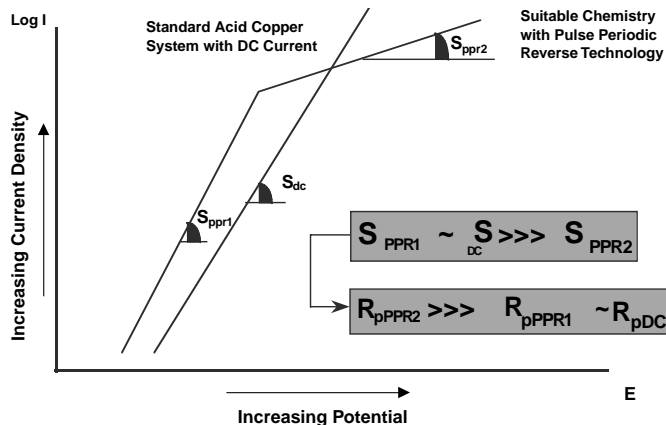 Log I
Standard Acid Copper
System with DC Current
Suitable Chemistry
with Pulse Periodic
Reverse Technology
Sppr2
Sdc
Sppr1
Increasing Current Density
S PPR1 ~ S DC >>> S PPR2
RpPPR2 >>> RpPPR1 ~RpDC
E
Increasing Potential